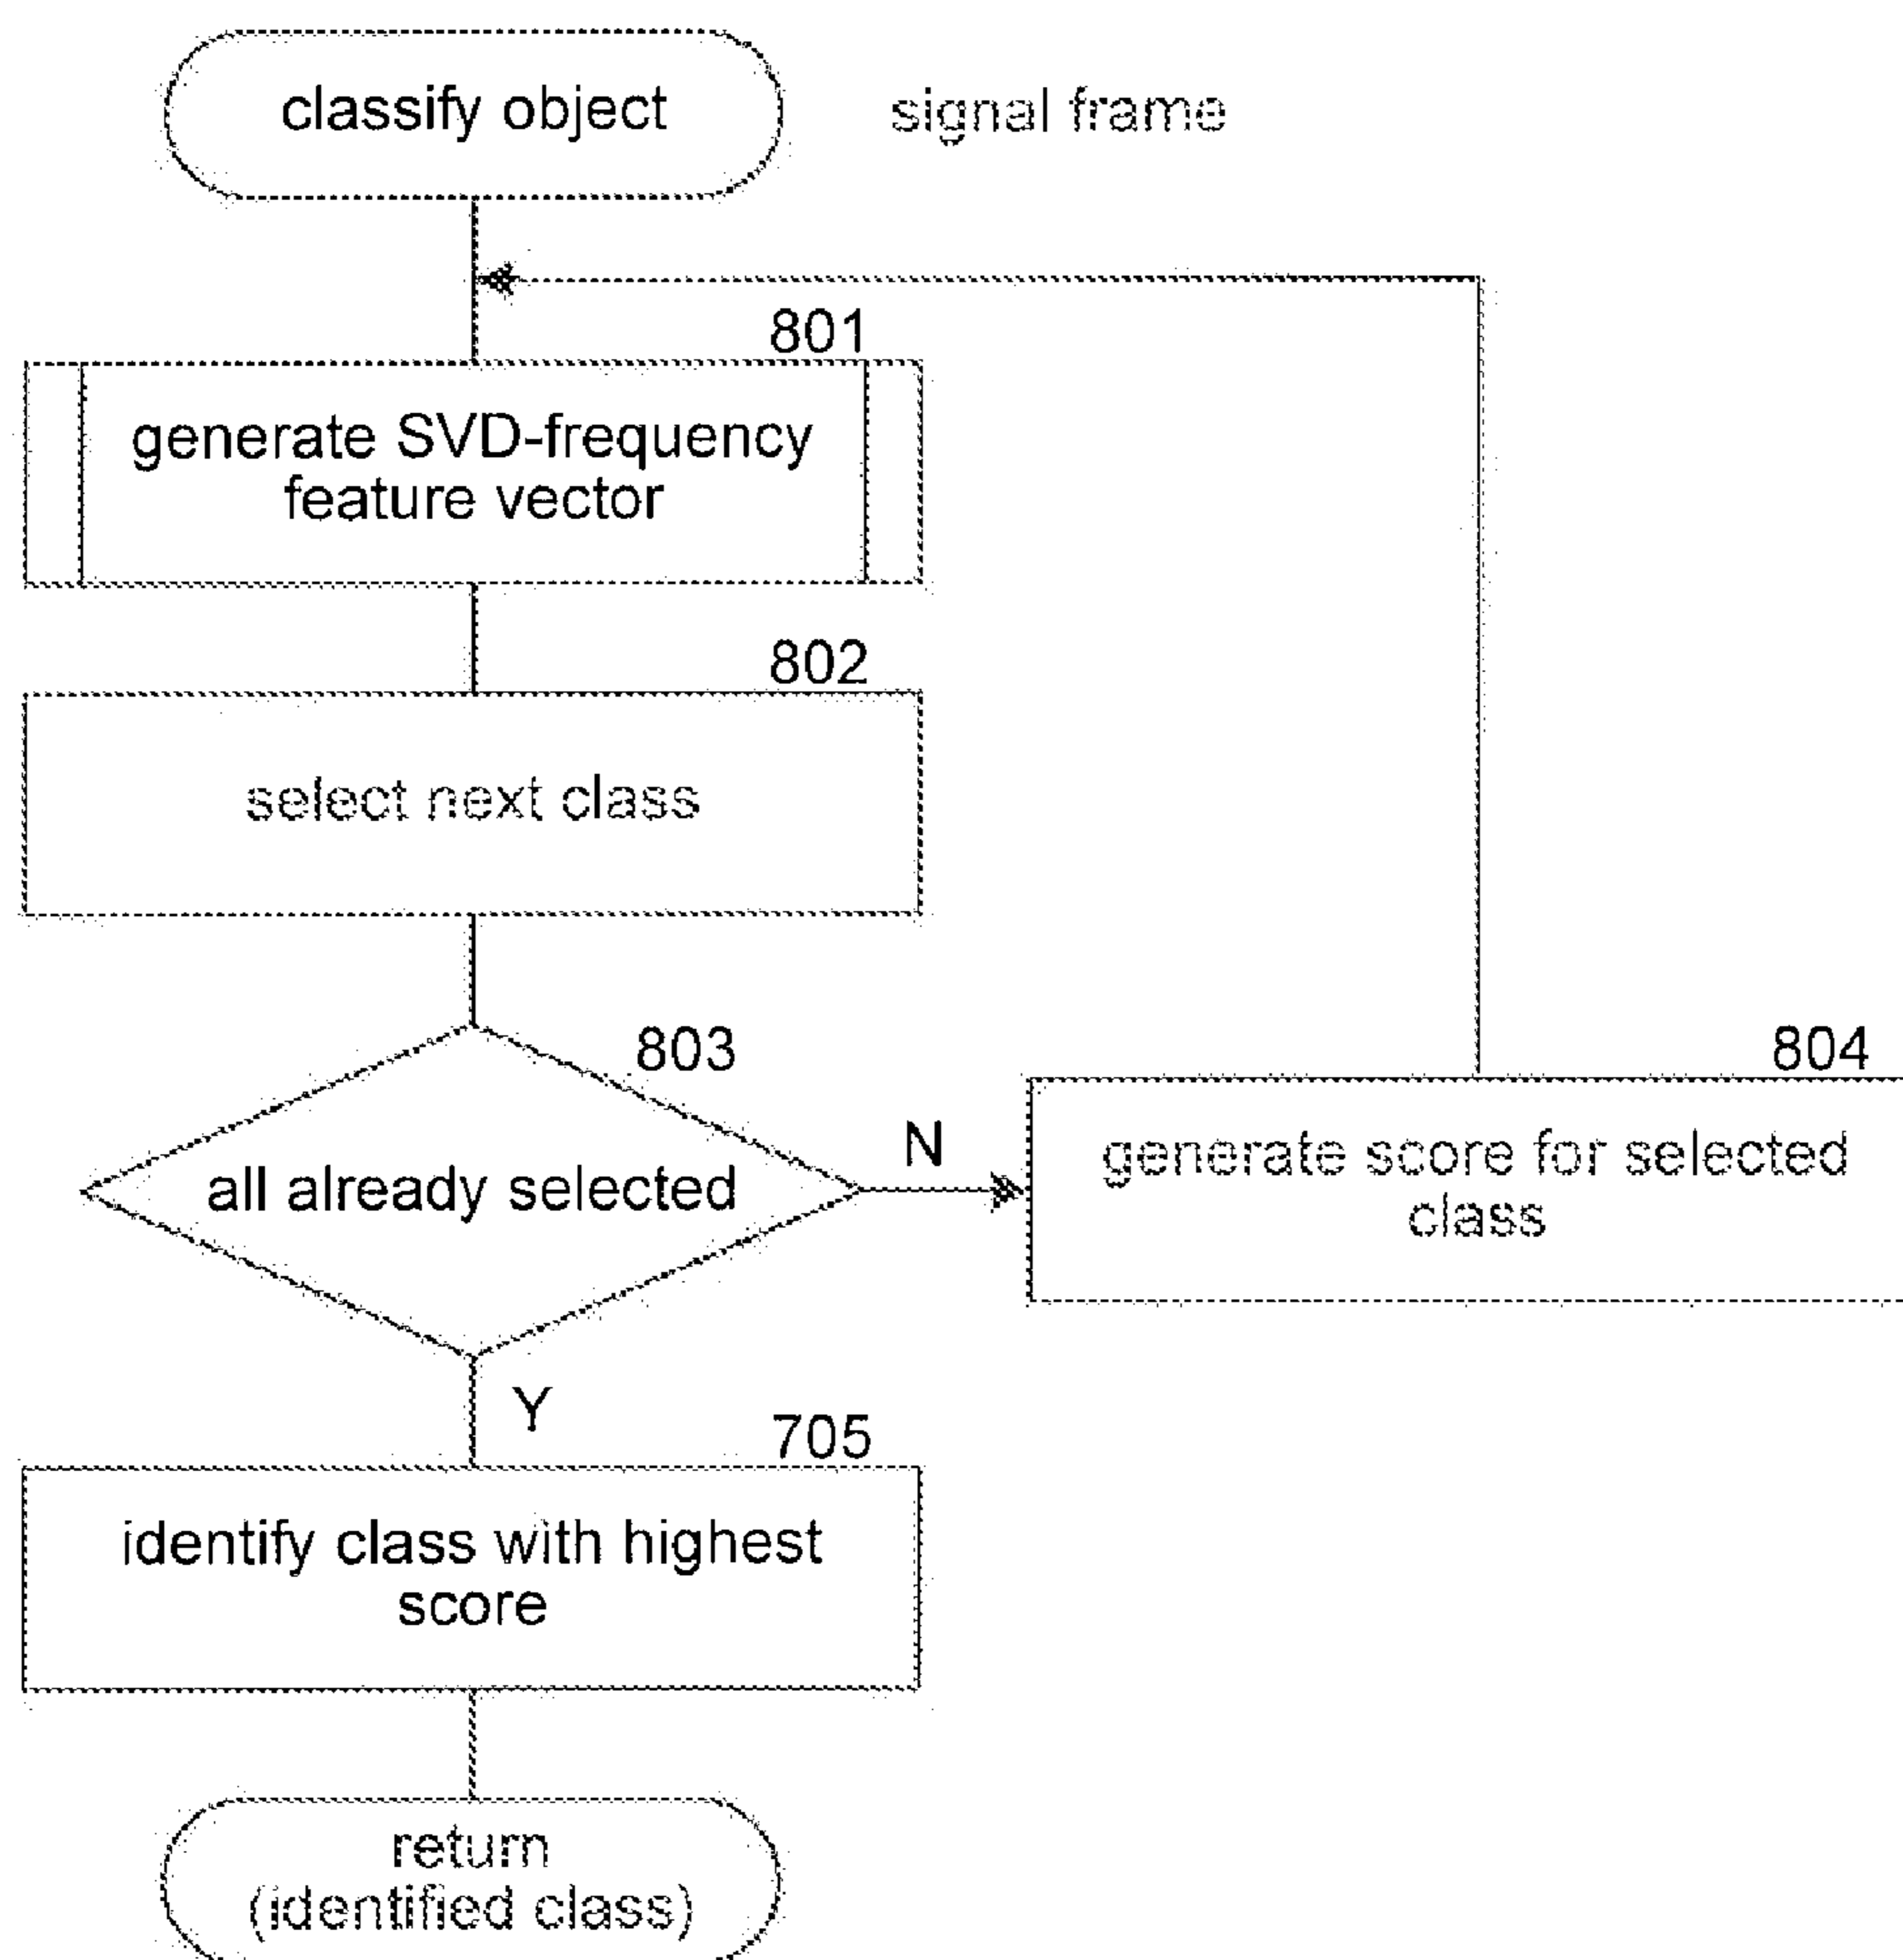 classify object
signal frame
801
generate SVD-frequency
feature vector
802
select next class
803
all already selected
N
804
generate score for selected
class
Y
705
identify class with highest
score
return
(identified class)